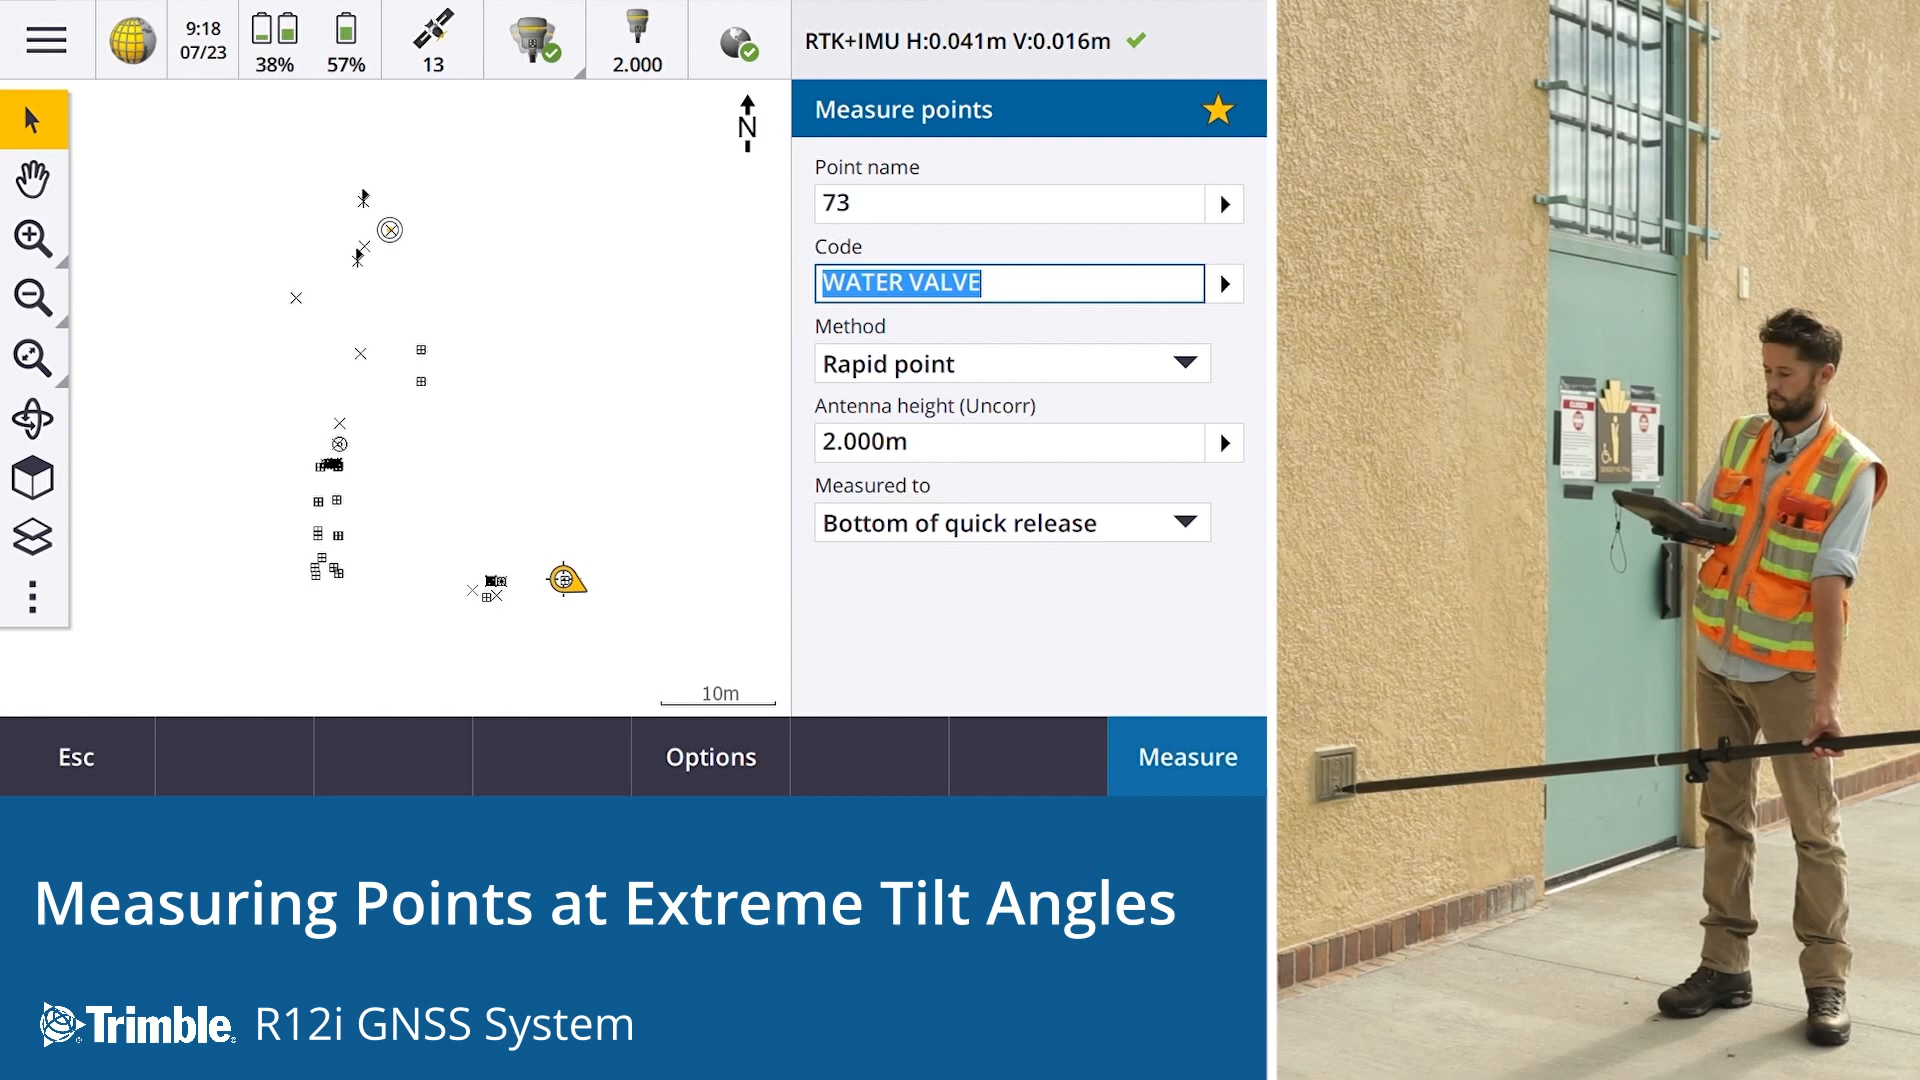 9:18
07/23
38%
57%
13
2.000
RTK+IMU H:0.041m V:0.016m
N
Measure points
Point name
73
Code
WATER VALVE
Method
Rapid point
Antenna height (Uncorr)
2.000m
Measured to
Bottom of quick release
10m
Esc
Options
Measure
Measuring Points at Extreme Tilt Angles
Trimble. R12i GNSS System